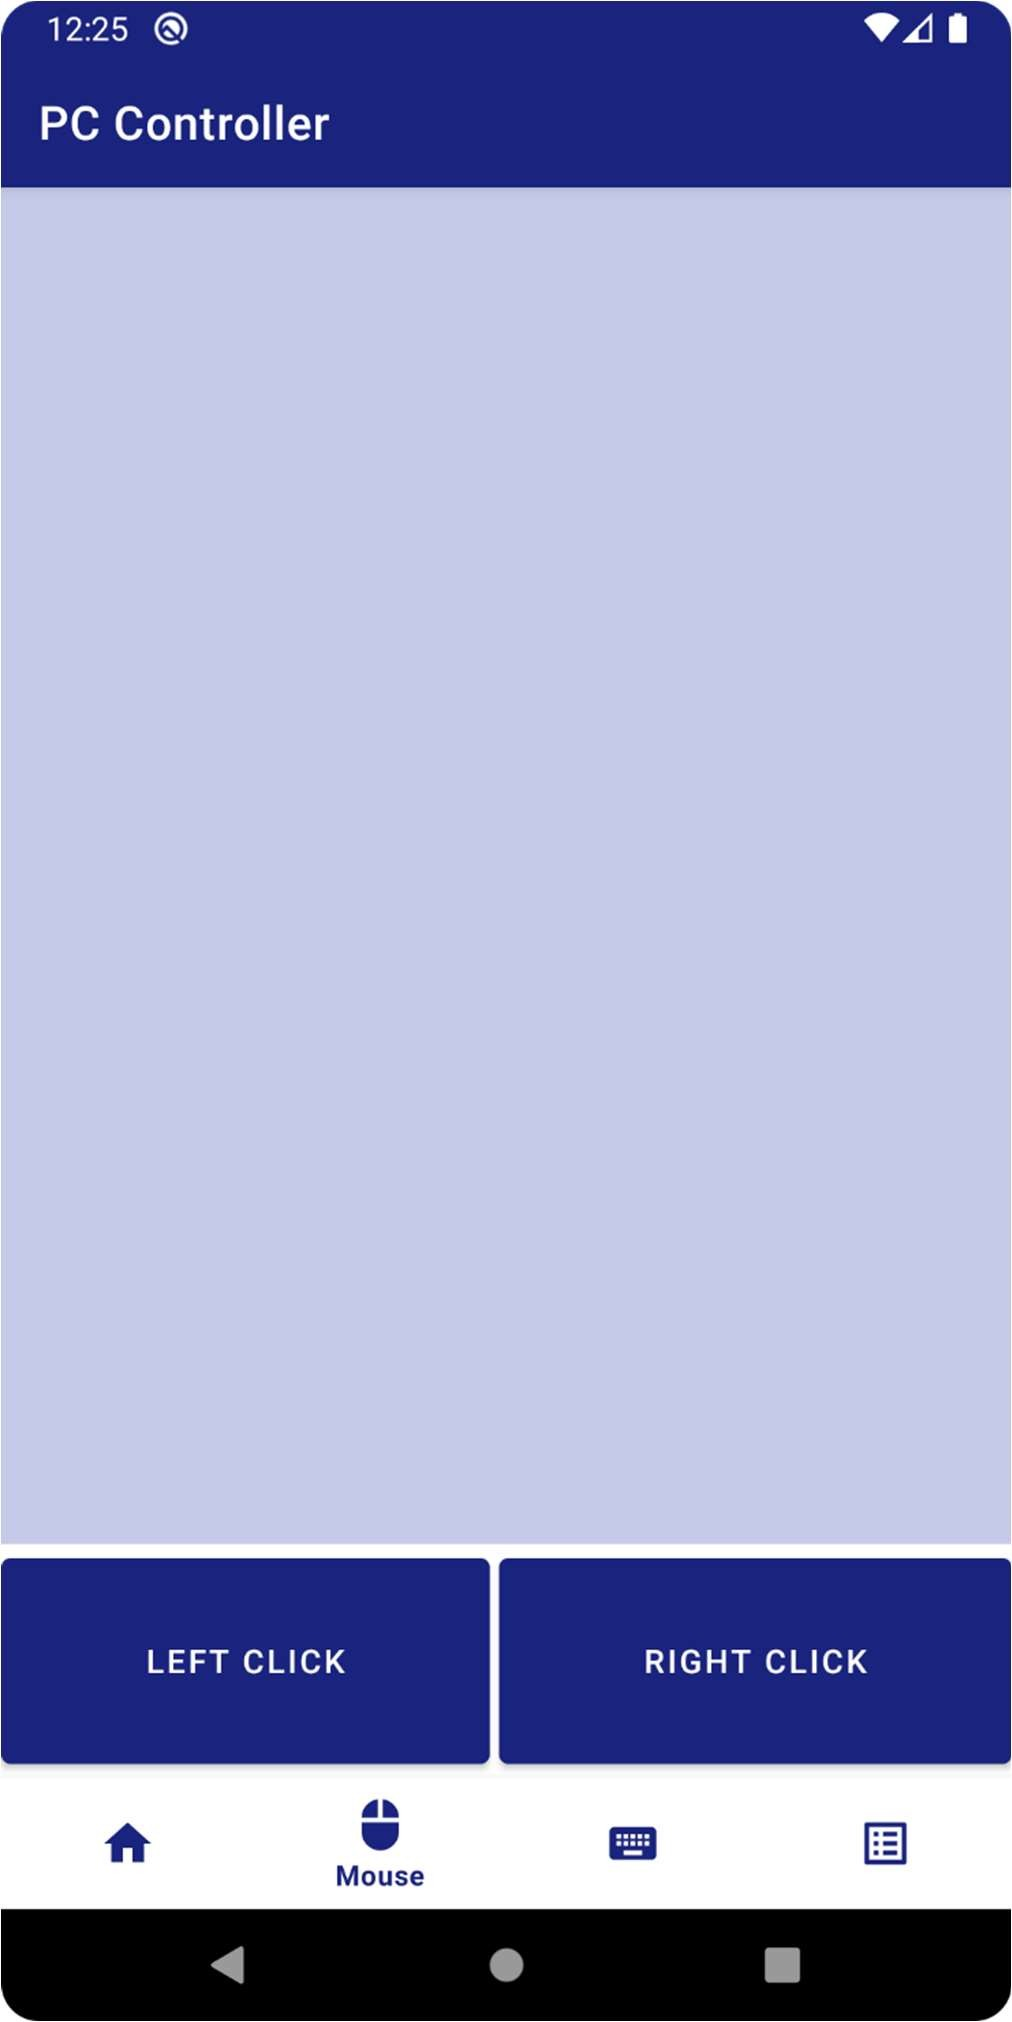 12:25
PC Controller
LEFT CLICK
RIGHT CLICK
Mouse